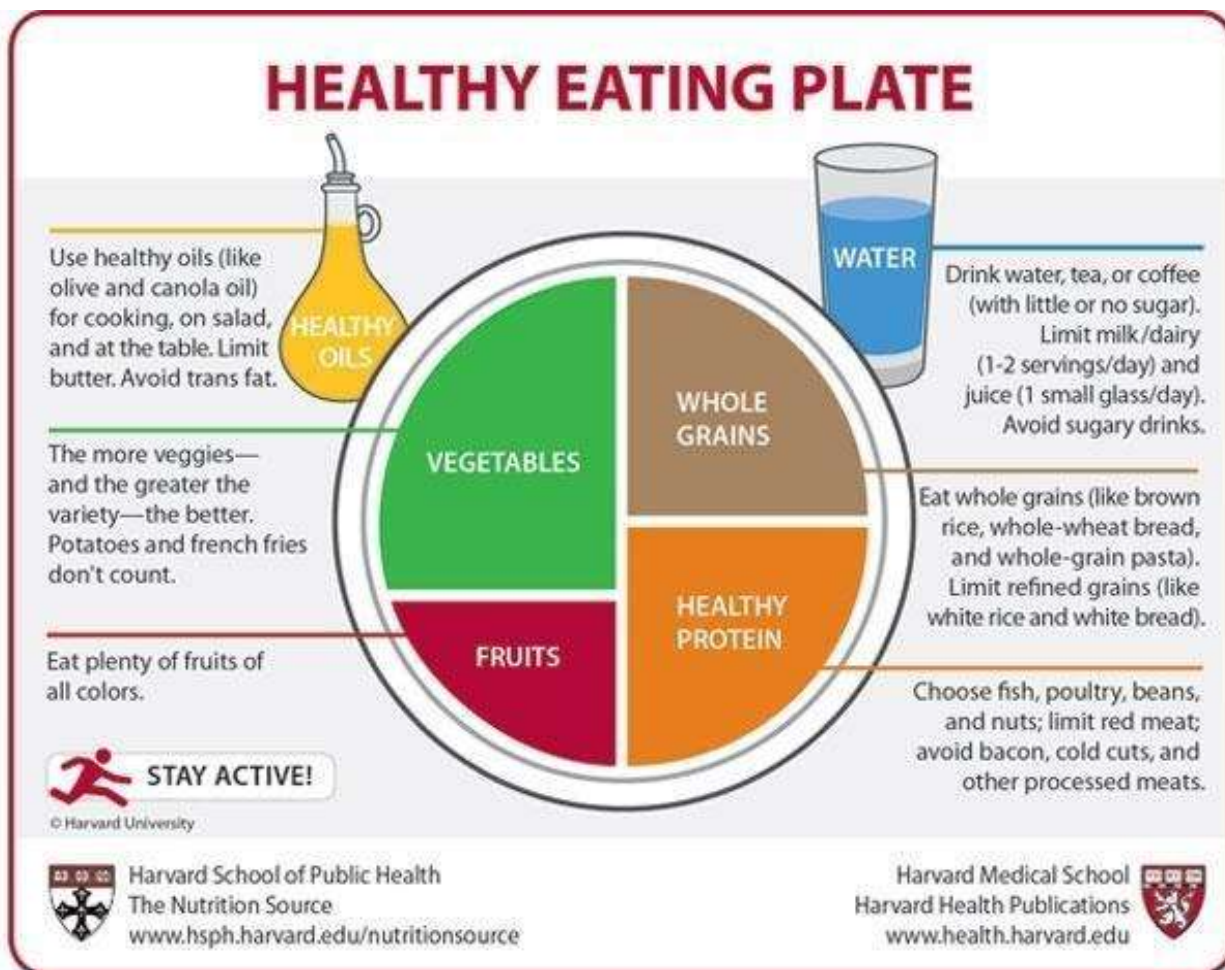 HEALTHY EATING PLATE
Use healthy oils (like
olive and canola oil)
for cooking, on salad,
and at the table. Limit
butter. Avoid trans fat.
HEALTHY
OILS
The more veggies—
and the greater the
variety—the better.
Potatoes and french fries
don't count.
Eat plenty of fruits of
all colors.
STAY ACTIVE!
© Harvard University
VEGETABLES
FRUITS
WHOLE
GRAINS
HEALTHY
PROTEIN
WATER
Drink water, tea, or coffee
(with little or no sugar).
Limit milk/dairy
(1-2 servings/day) and
juice (1 small glass/day).
Avoid sugary drinks.
Eat whole grains (like brown
rice, whole-wheat bread,
and whole-grain pasta).
Limit refined grains (like
white rice and white bread).
Choose fish, poultry, beans,
and nuts; limit red meat;
avoid bacon, cold cuts, and
other processed meats.
Harvard School of Public Health
The Nutrition Source
www.hsph.harvard.edu/nutritionsource
Harvard Medical School
Harvard Health Publications
www.health.harvard.edu